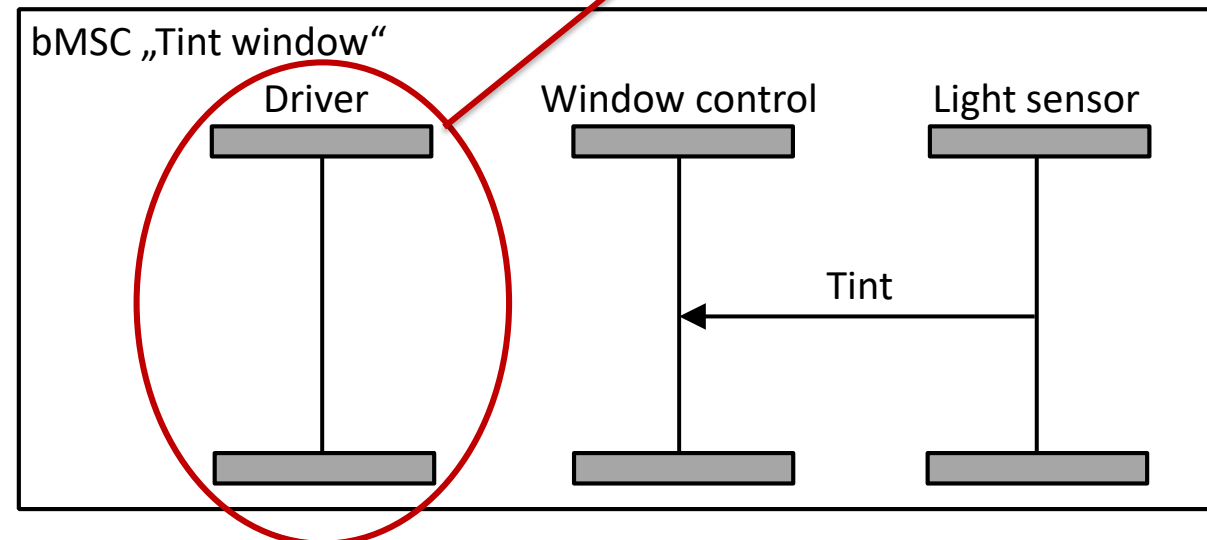 bMSC „Tint window“
Driver
Window control
Light sensor
Tint